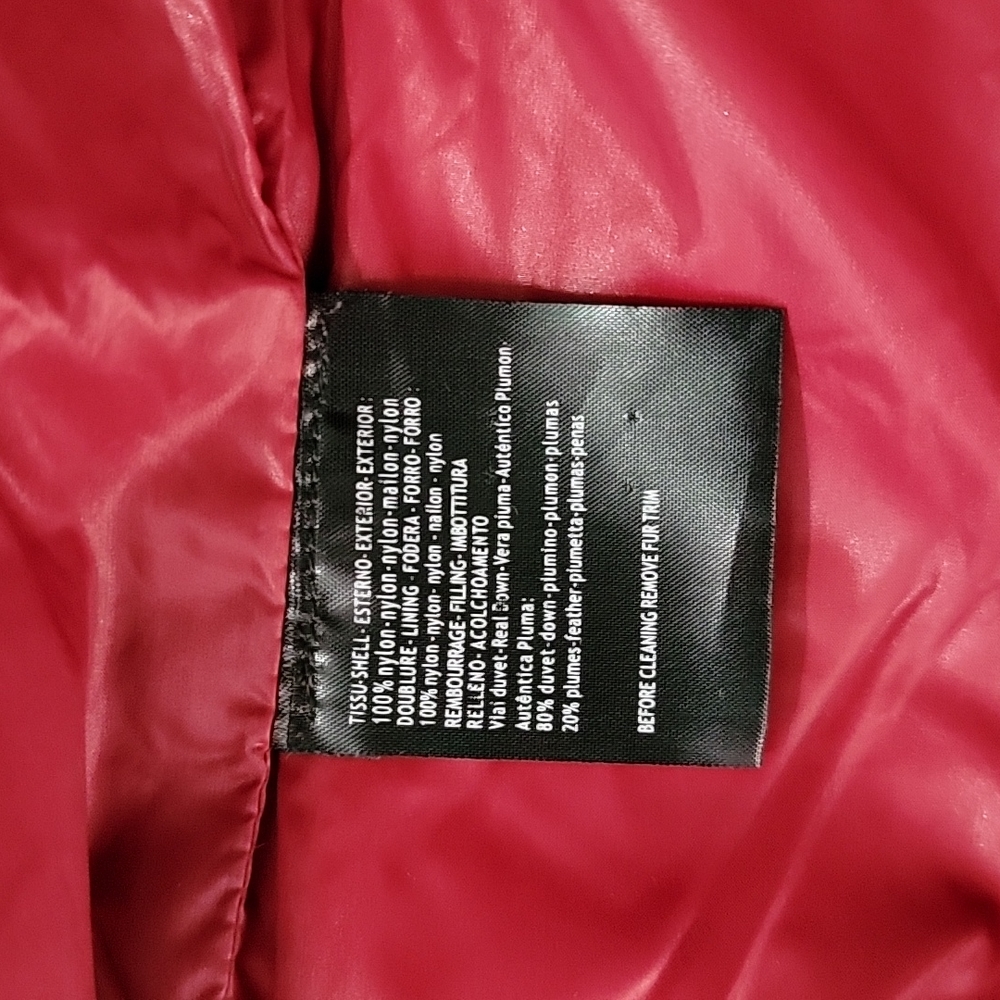 TISSU-SHELL- ESTERNO- EXTERIOR- EXTERIOR:
100% nylon-nylon-nylon-nailon-nylon
DOUBLURE- LINING - FODERA - FORRO- FORRO :
100% nylon -nylon- nylon - nailon - nylon
REMBOURRAGE- FILLING- IMBOTTITURA
RELLENO- ACOLCHOAMENTO
Vrai duvet-Real Down-Vera piuma-Auténtico Plumon
Autêntica Pluma:
80% duvet- down-piumino-plumon-plumas
20% plumes-feather-piumetta-plumas-penas
BEFORE CLEANING REMOVE FUR TRIM